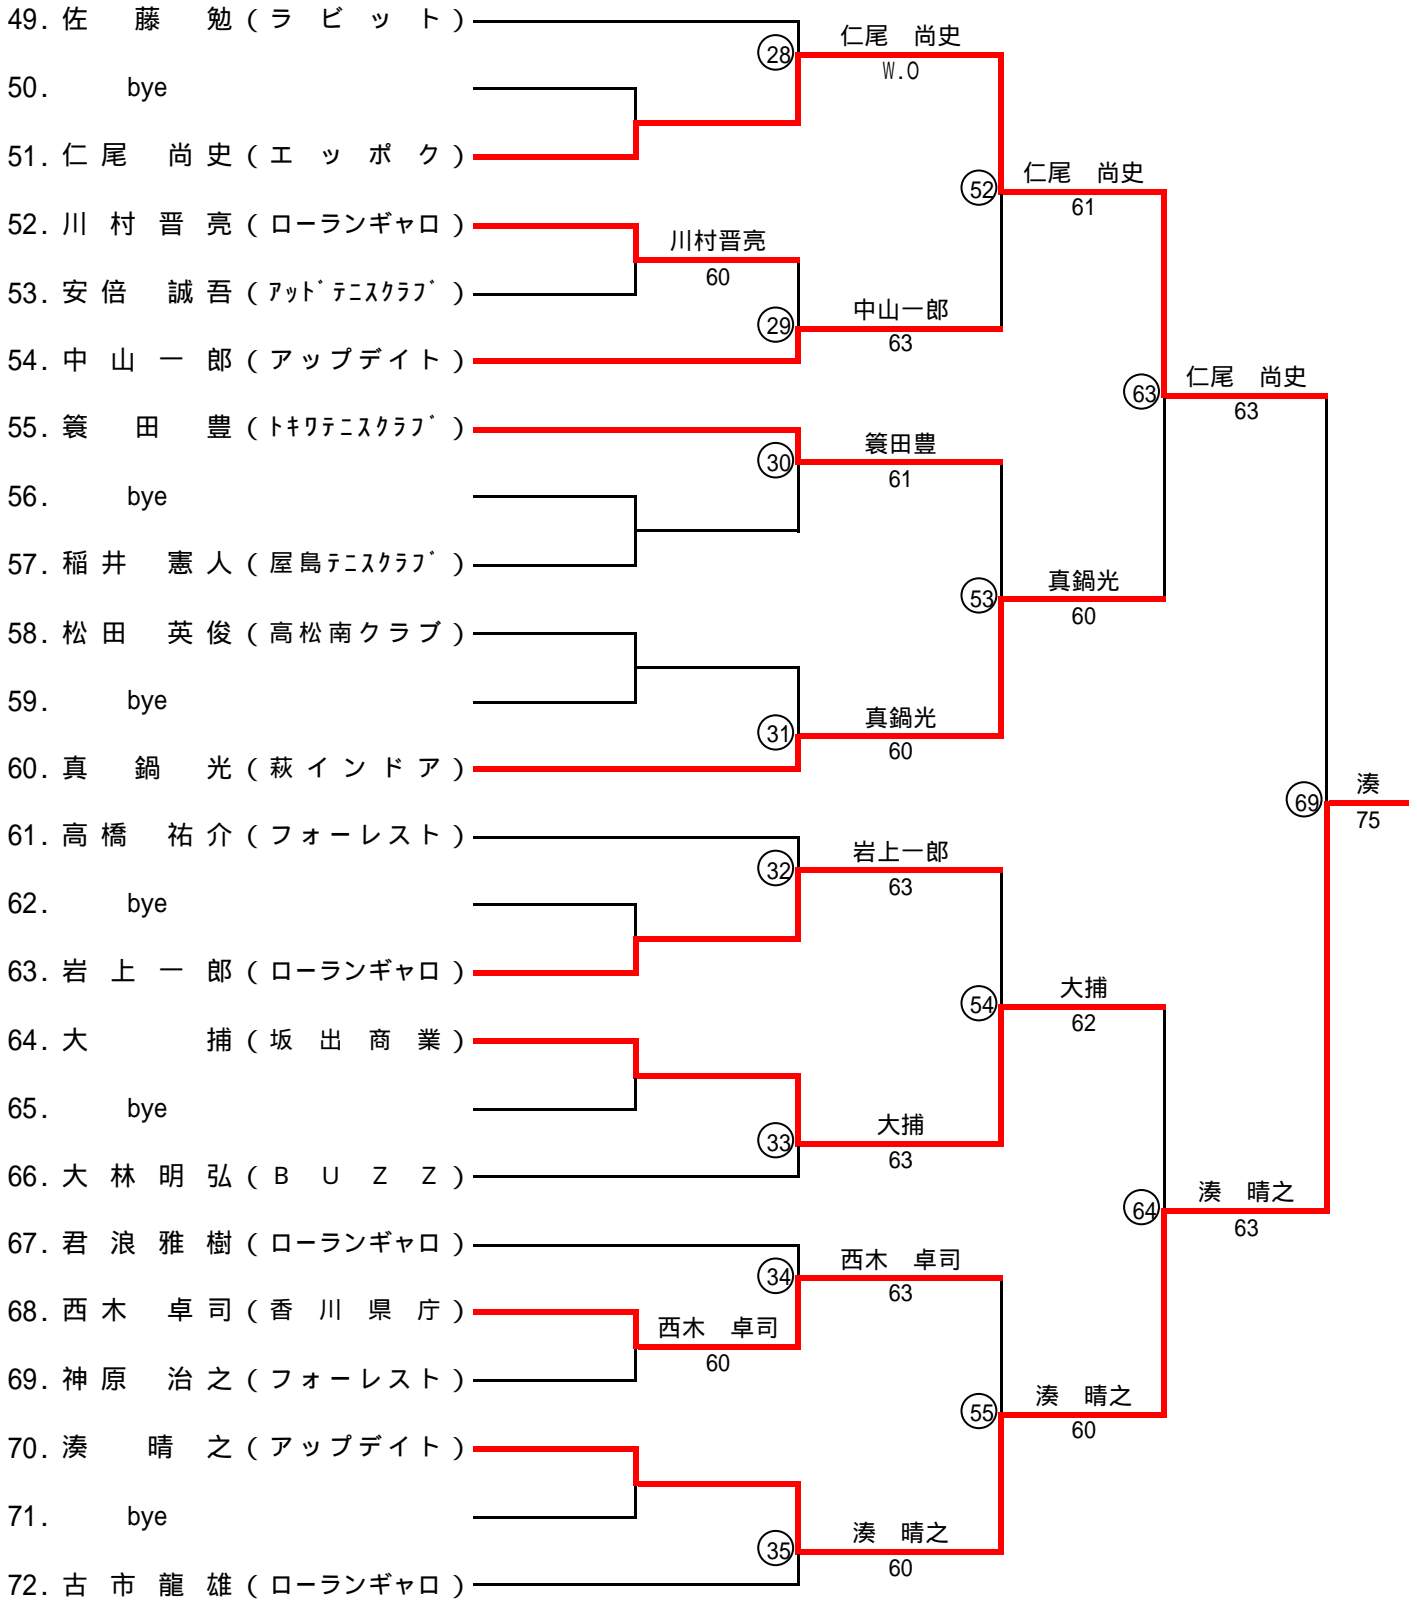 49. 佐 藤 勉 ( ラ ビ ッ ト )
50. bye
51. 仁 尾 尚 史 ( エ ッ ポ ク )
52. 川 村 晋 亮 ( ローランギャロ )
53. 安 倍 誠 吾 ( ｱｯﾄﾞﾃﾆｽｸﾗﾌﾞ )
54. 中 山 一 郎 ( アップデイト )
55. 簑 田 豊 ( ﾄｷﾜﾃﾆｽｸﾗﾌﾞ )
56. bye
57. 稲 井 憲 人 ( 屋島ﾃﾆｽｸﾗﾌﾞ )
58. 松 田 英 俊 ( 高松南クラブ )
59. bye
60. 真 鍋 光 ( 萩インドア )
61. 高 橋 祐 介 ( フォーレスト )
62. bye
63. 岩 上 一 郎 ( ローランギャロ )
64. 大 捕 ( 坂 出 商 業 )
65. bye
66. 大 林 明 弘 ( B U Z Z )
67. 君 浪 雅 樹 ( ローランギャロ )
68. 西 木 卓 司 ( 香 川 県 庁 )
69. 神 原 治 之 ( フォーレスト )
70. 湊 晴 之 ( アップデイト )
71. bye
72. 古 市 龍 雄 ( ローランギャロ )
川村晋亮
60
西木 卓司
60
28
仁尾 尚史
W.O
29
中山一郎
63
30
簑田豊
61
31
真鍋光
60
32
岩上一郎
63
33
大捕
63
34
西木 卓司
63
35
湊 晴之
60
52
仁尾 尚史
61
53
真鍋光
60
54
大捕
62
55
湊 晴之
60
63
仁尾 尚史
63
64
湊 晴之
63
69
湊
75